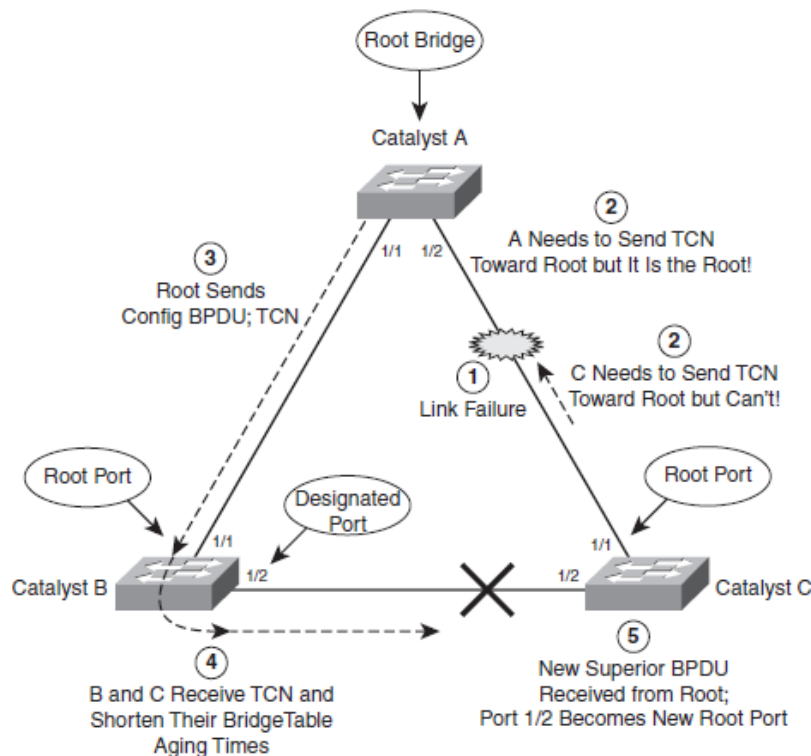 Root Bridge
Catalyst A
1/1
1/2
2
A Needs to Send TCN
Toward Root but It Is the Root!
3
Root Sends
Config BPDU; TCN
1
Link Failure
2
C Needs to Send TCN
Toward Root but Can't!
Root Port
Designated
Port
Root Port
1/1
1/2
Catalyst B
1/1
1/2
Catalyst C
4
B and C Receive TCN and
Shorten Their BridgeTable
Aging Times
5
New Superior BPDU
Received from Root;
Port 1/2 Becomes New Root Port